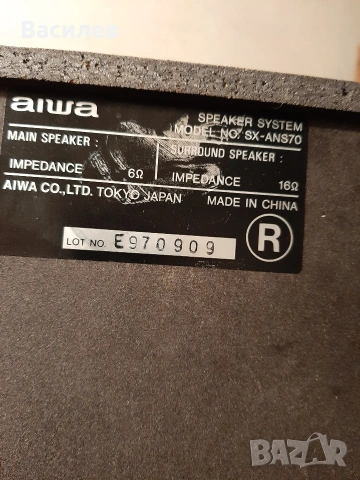 Василев
aiwa
SPEAKER SYSTEM
MODEL NO. SX-ANS70
MAIN SPEAKER :
SURROUND SPEAKER :
IMPEDANCE 6Ω
IMPEDANCE 16Ω
AIWA CO.,LTD. TOKYO JAPAN MADE IN CHINA
LOT NO. E970909
R
BAZAR
bg